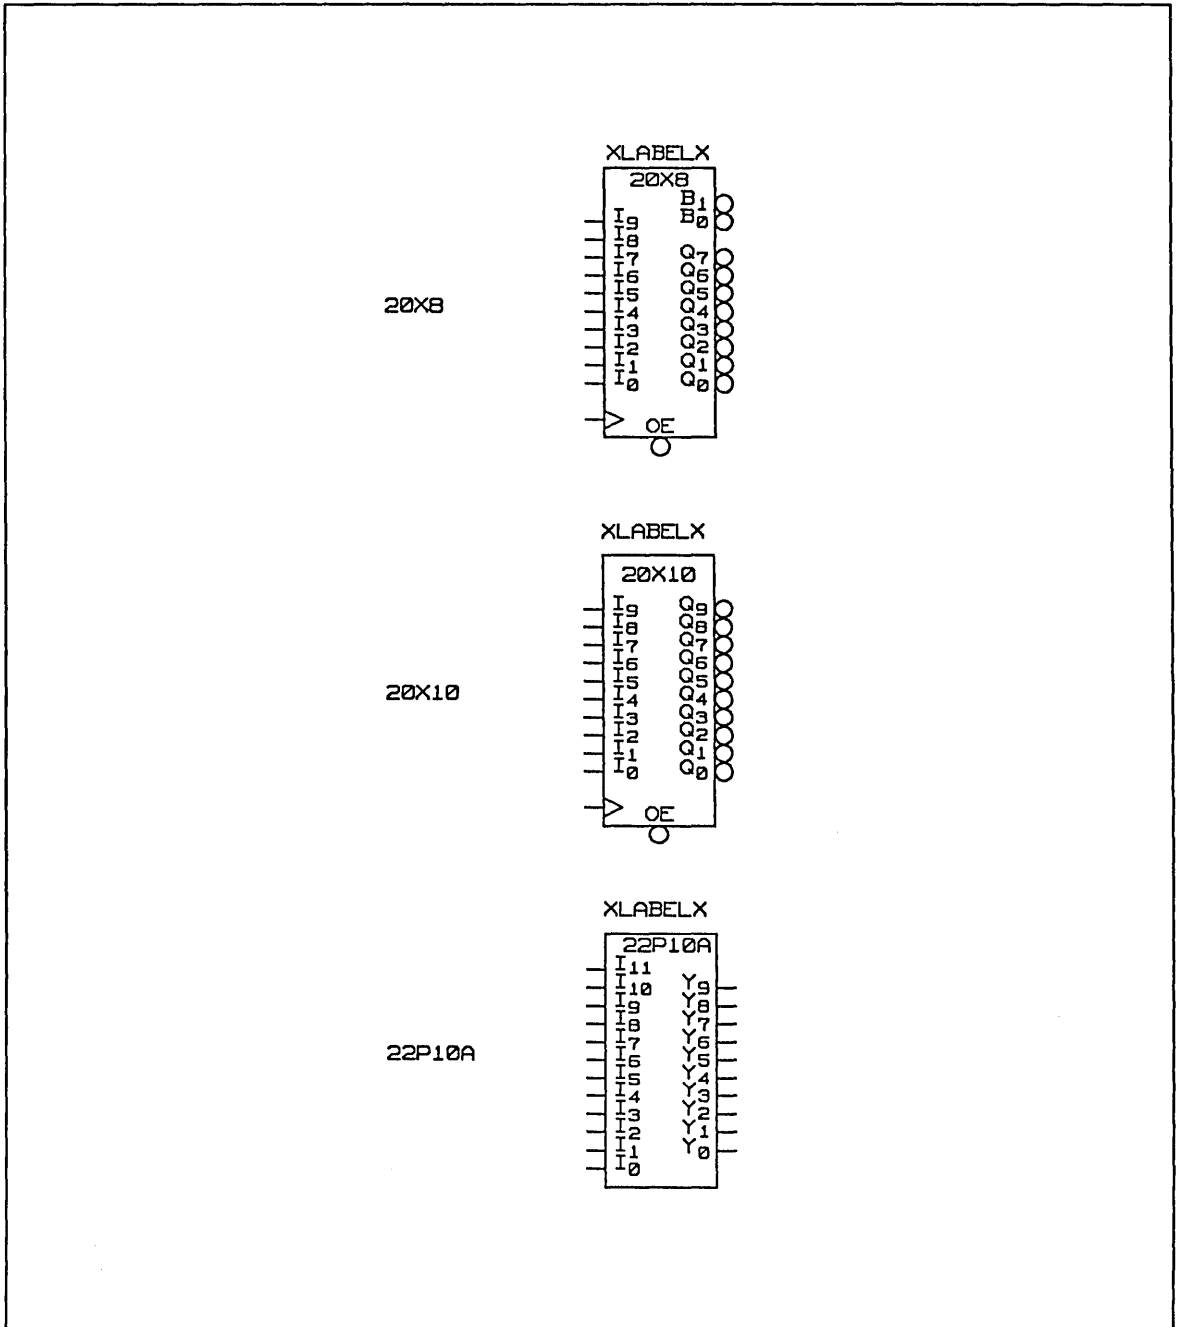 XLABELX
20X8
B1
I9 B0
I8
I7 Q7
I6 Q6
20X8
I5 Q5
I4 Q4
I3 Q3
I2 Q2
I1 Q1
I0 Q0
OE
XLABELX
20X10
I9 Q9
I8 Q8
I7 Q7
I6 Q6
20X10
I5 Q5
I4 Q4
I3 Q3
I2 Q2
I1 Q1
I0 Q0
OE
XLABELX
22P10A
I11
I10 Y9
I9 Y8
I8 Y7
I7 Y6
22P10A
I6 Y5
I5 Y4
I4 Y3
I3 Y2
I2 Y1
I1 Y0
I0